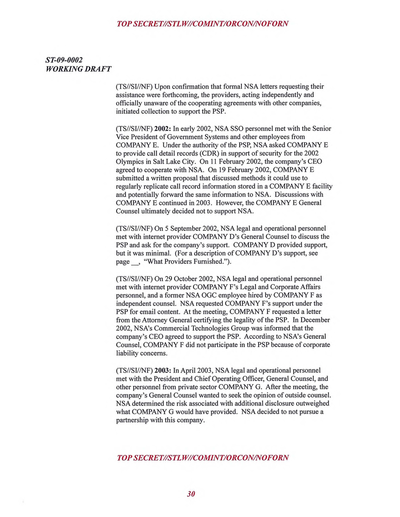 TOP SECRET//STLW//COMINT/ORCON/NOFORN
ST-09-0002
WORKING DRAFT
(TS//SI//NF) Upon confirmation that formal NSA letters requesting their
assistance were forthcoming, the providers, acting independently and
officially unaware of the cooperating agreements with other companies,
initiated collection to support the PSP.
(TS//SI//NF) 2002: In early 2002, NSA SSO personnel met with the Senior
Vice President of Government Systems and other employees from
COMPANY E. Under the authority of the PSP, NSA asked COMPANY E
to provide call detail records (CDR) in support of security for the 2002
Olympics in Salt Lake City. On 11 February 2002, the company's CEO
agreed to cooperate with NSA. On 19 February 2002, COMPANY E
submitted a written proposal that discussed methods it could use to
regularly replicate call record information stored in a COMPANY E facility
and potentially forward the same information to NSA. Discussions with
COMPANY E continued in 2003. However, the COMPANY E General
Counsel ultimately decided not to support NSA.
(TS//SI//NF) On 5 September 2002, NSA legal and operational personnel
met with internet provider COMPANY D's General Counsel to discuss the
PSP and ask for the company's support. COMPANY D provided support,
but it was minimal. (For a description of COMPANY D's support, see
page __, "What Providers Furnished.").
(TS//SI//NF) On 29 October 2002, NSA legal and operational personnel
met with internet provider COMPANY F's Legal and Corporate Affairs
personnel, and a former NSA OGC employee hired by COMPANY F as
independent counsel. NSA requested COMPANY F's support under the
PSP for email content. At the meeting, COMPANY F requested a letter
from the Attorney General certifying the legality of the PSP. In December
2002, NSA's Commercial Technologies Group was informed that the
company's CEO agreed to support the PSP. According to NSA's General
Counsel, COMPANY F did not participate in the PSP because of corporate
liability concerns.
(TS//SI//NF) 2003: In April 2003, NSA legal and operational personnel
met with the President and Chief Operating Officer, General Counsel, and
other personnel from private sector COMPANY G. After the meeting, the
company's General Counsel wanted to seek the opinion of outside counsel.
NSA determined the risk associated with additional disclosure outweighed
what COMPANY G would have provided. NSA decided to not pursue a
partnership with this company.
TOP SECRET//STLW//COMINT/ORCON/NOFORN
30